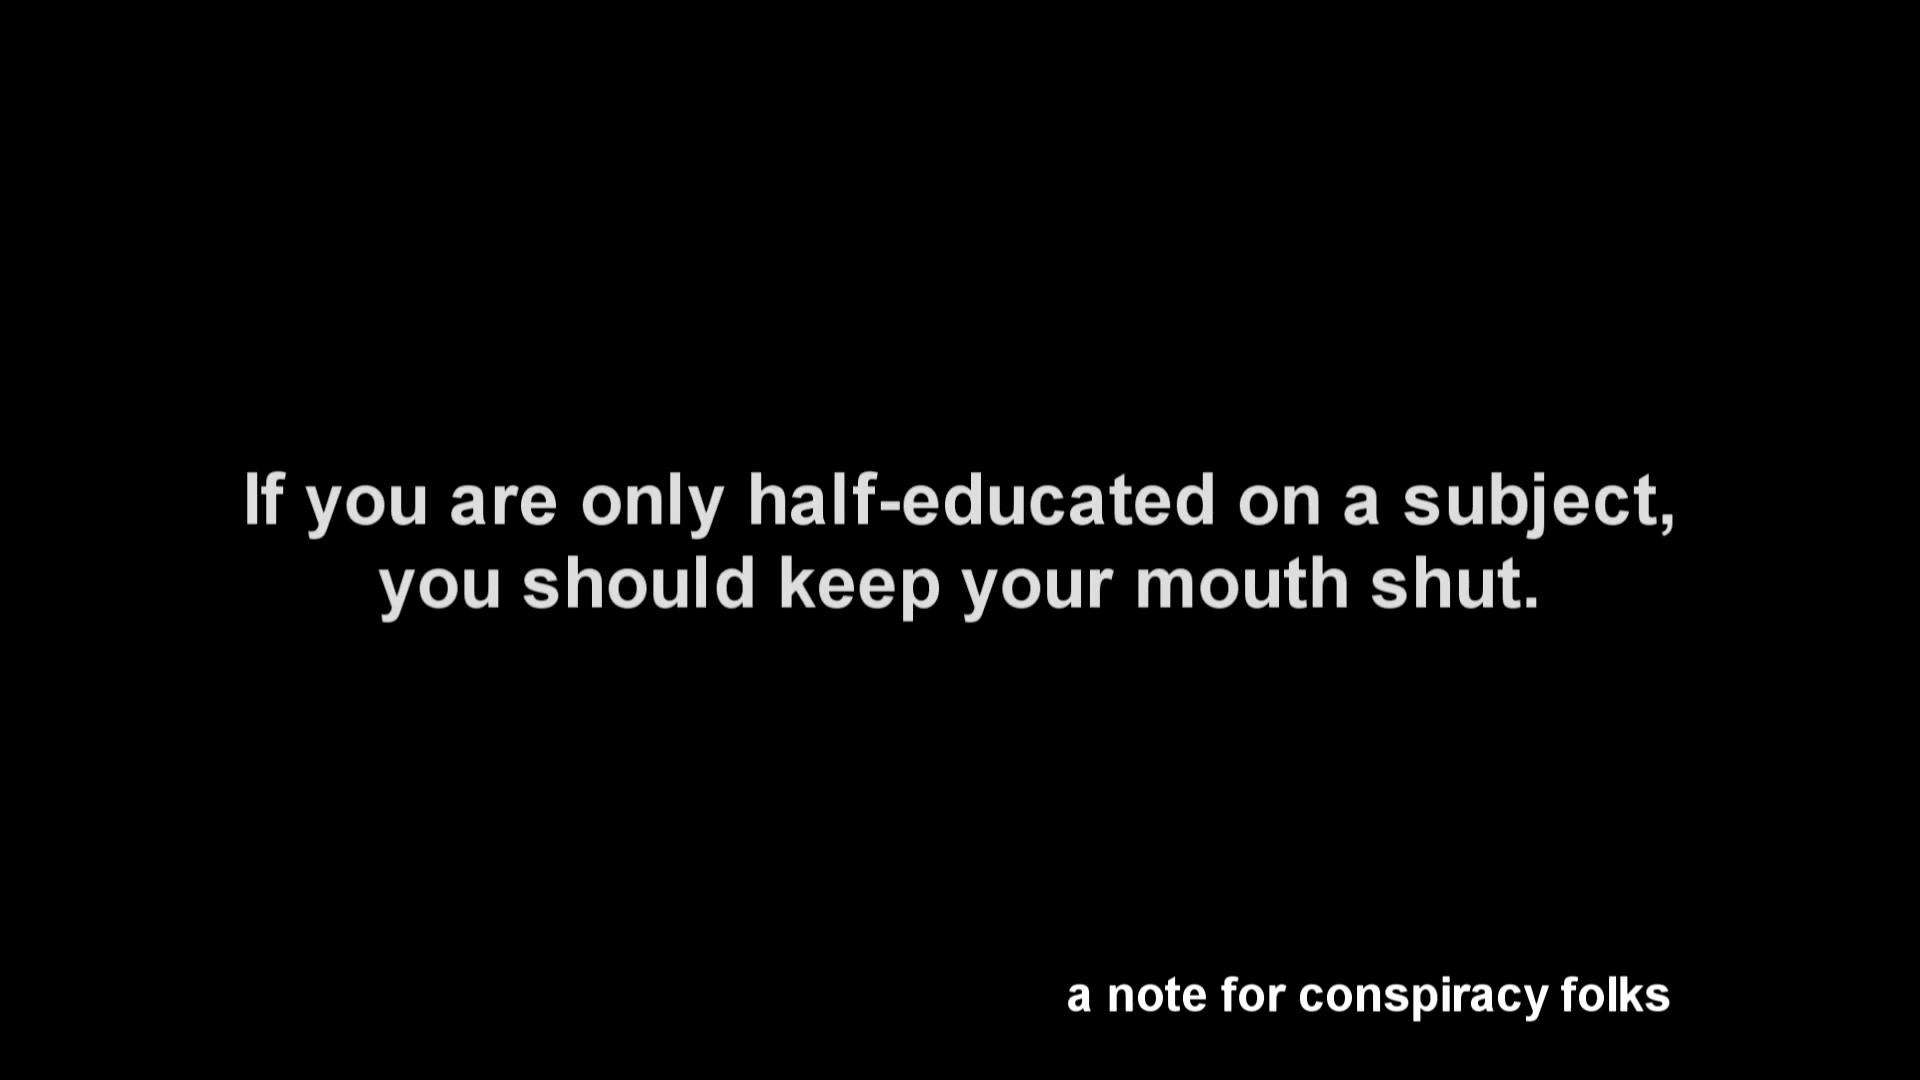 If you are only half-educated on a subject,
you should keep your mouth shut.
a note for conspiracy folks